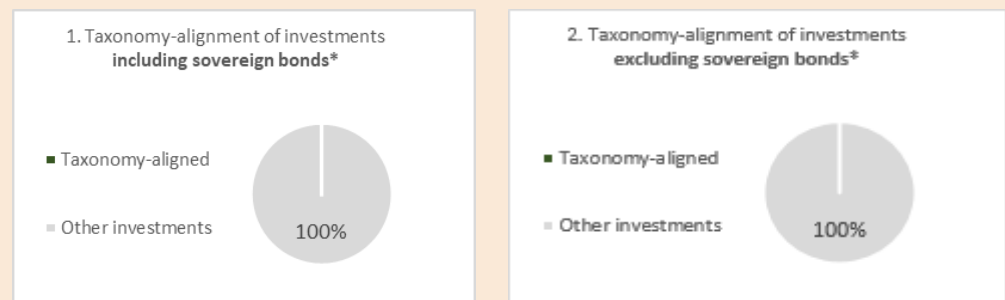 1. Taxonomy-alignment of investments
including sovereign bonds*
Taxonomy-aligned
Other investments
100%
2. Taxonomy-alignment of investments
excluding sovereign bonds*
Taxonomy-aligned
Other investments
100%